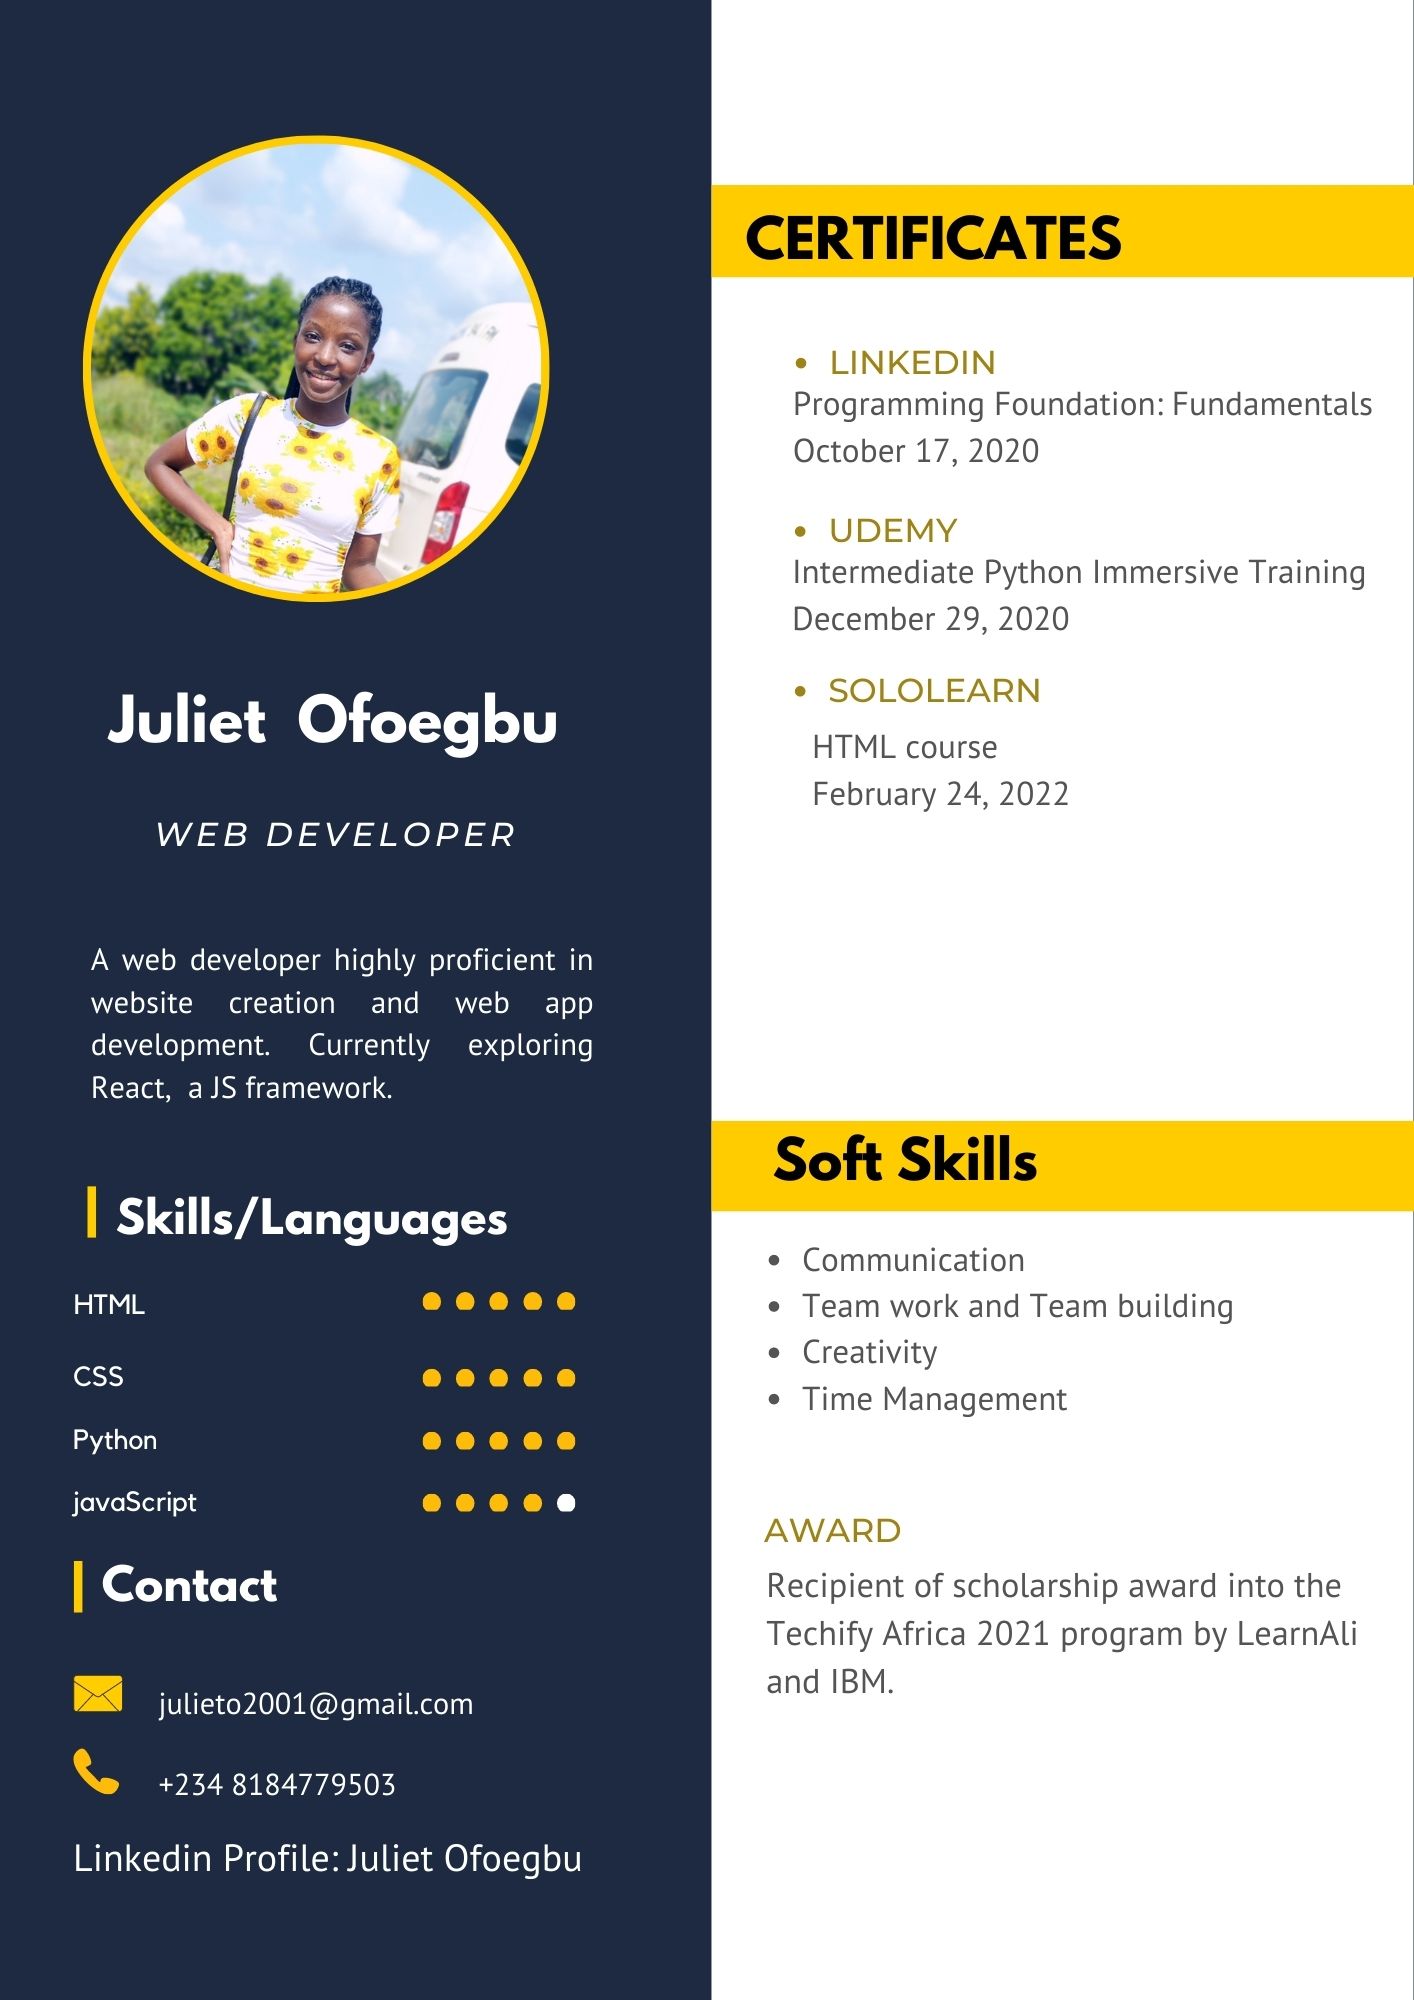 Juliet Ofoegbu
WEB DEVELOPER
A web developer highly proficient in
website creation and web app
development. Currently exploring
React, a JS framework.
Skills/Languages
HTML
CSS
Python
javaScript
Contact
julieto2001@gmail.com
+234 8184779503
Linkedin Profile: Juliet Ofoegbu
CERTIFICATES
• LINKEDIN
Programming Foundation: Fundamentals
October 17, 2020
• UDEMY
Intermediate Python Immersive Training
December 29, 2020
• SOLOLEARN
HTML course
February 24, 2022
Soft Skills
• Communication
• Team work and Team building
• Creativity
• Time Management
AWARD
Recipient of scholarship award into the
Techify Africa 2021 program by LearnAli
and IBM.